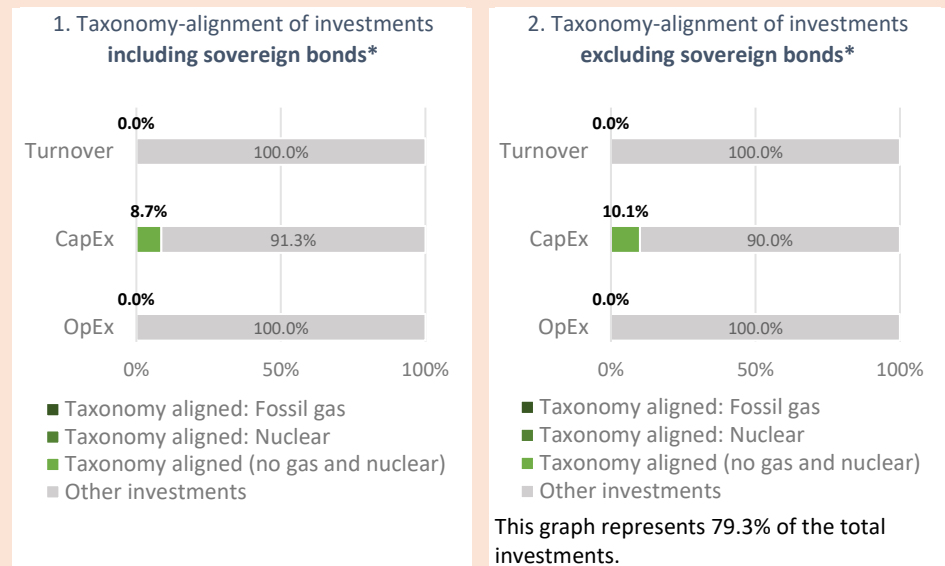 1. Taxonomy-alignment of investments
including sovereign bonds*
0.0%
Turnover
100.0%
8.7%
CapEx
91.3%
0.0%
OpEx
100.0%
0%
50%
100%
Taxonomy aligned: Fossil gas
Taxonomy aligned: Nuclear
Taxonomy aligned (no gas and nuclear)
Other investments
2. Taxonomy-alignment of investments
excluding sovereign bonds*
0.0%
Turnover
100.0%
10.1%
CapEx
90.0%
0.0%
OpEx
100.0%
0%
50%
100%
Taxonomy aligned: Fossil gas
Taxonomy aligned: Nuclear
Taxonomy aligned (no gas and nuclear)
Other investments
This graph represents 79.3% of the total
investments.